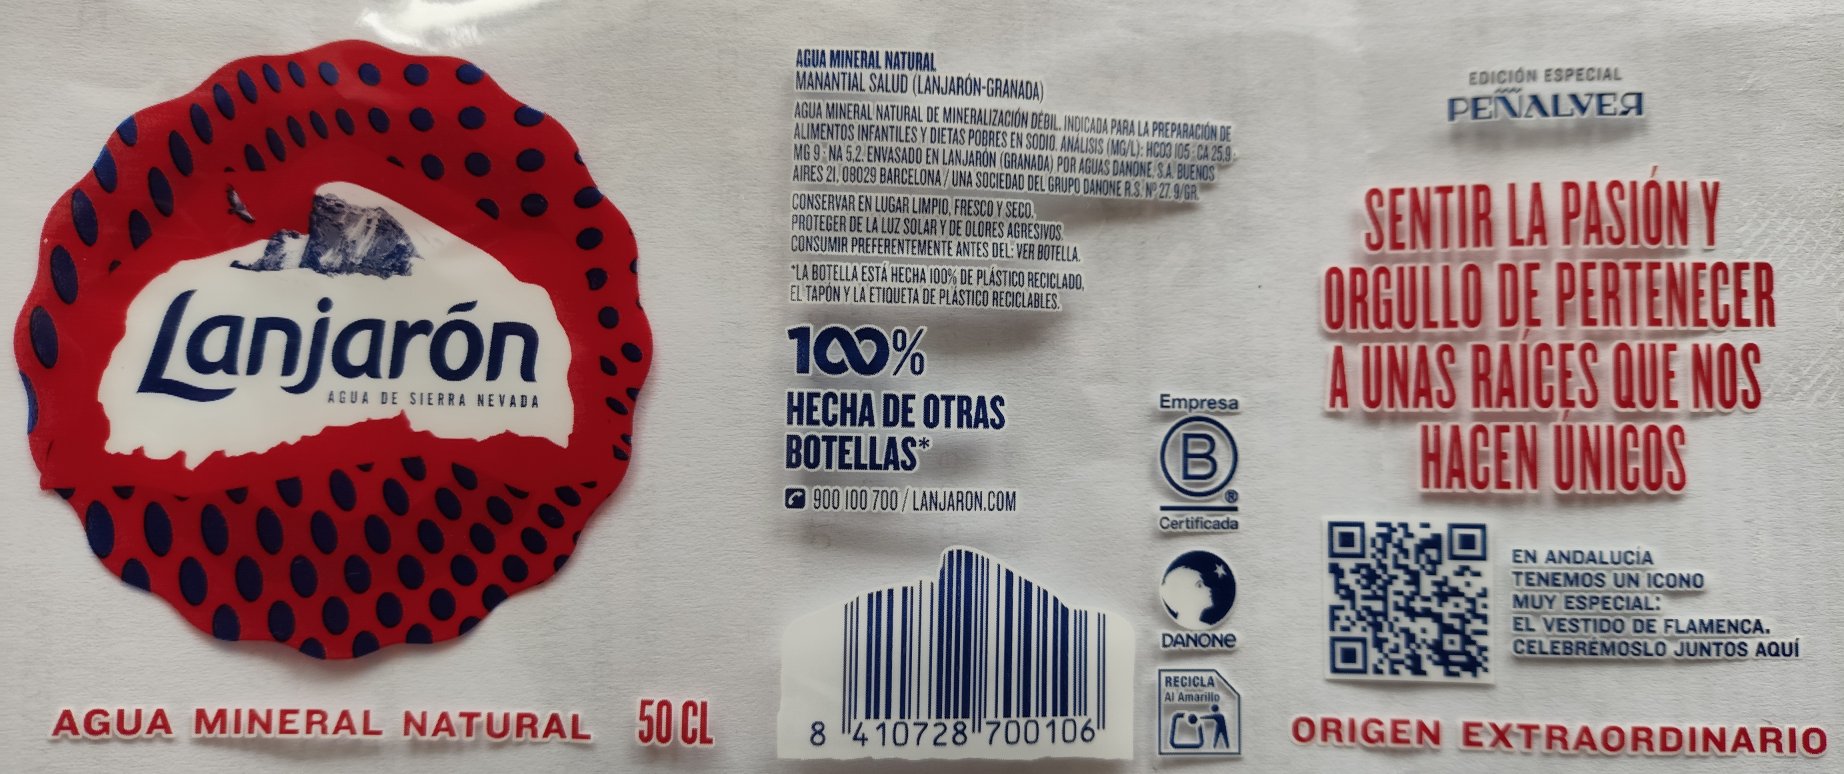 Lanjarón
AGUA DE SIERRA NEVADA
AGUA MINERAL NATURAL 50 CL
AGUA MINERAL NATURAL
MANANTIAL SALUD (LANJARÓN-GRANADA)
AGUA MINERAL NATURAL DE MINERALIZACIÓN DÉBIL. INDICADA PARA LA PREPARACIÓN DE
ALIMENTOS INFANTILES Y DIETAS POBRES EN SODIO. ANÁLISIS (MG/L): HCO3 105 ; CA 25,9 ;
MG 9 ; NA 5,2. ENVASADO EN LANJARÓN (GRANADA) POR AGUAS DANONE, S.A. BUENOS
AIRES 21, 08029 BARCELONA / UNA SOCIEDAD DEL GRUPO DANONE R.S. Nº 27. 9/GR.
CONSERVAR EN LUGAR LIMPIO, FRESCO Y SECO.
PROTEGER DE LA LUZ SOLAR Y DE OLORES AGRESIVOS.
CONSUMIR PREFERENTEMENTE ANTES DEL: VER BOTELLA.
*LA BOTELLA ESTÁ HECHA 100% DE PLÁSTICO RECICLADO,
EL TAPÓN Y LA ETIQUETA DE PLÁSTICO RECICLABLES.
100%
HECHA DE OTRAS
BOTELLAS*
900 100 700 / LANJARON.COM
8 410728 700106
Empresa
B
®
Certificada
DANONE
RECICLA
Al Amarillo
EDICIÓN ESPECIAL
PEÑALVER
SENTIR LA PASIÓN Y
ORGULLO DE PERTENECER
A UNAS RAÍCES QUE NOS
HACEN ÚNICOS
EN ANDALUCÍA
TENEMOS UN ICONO
MUY ESPECIAL:
EL VESTIDO DE FLAMENCA.
CELEBRÉMOSLO JUNTOS AQUÍ
ORIGEN EXTRAORDINARIO